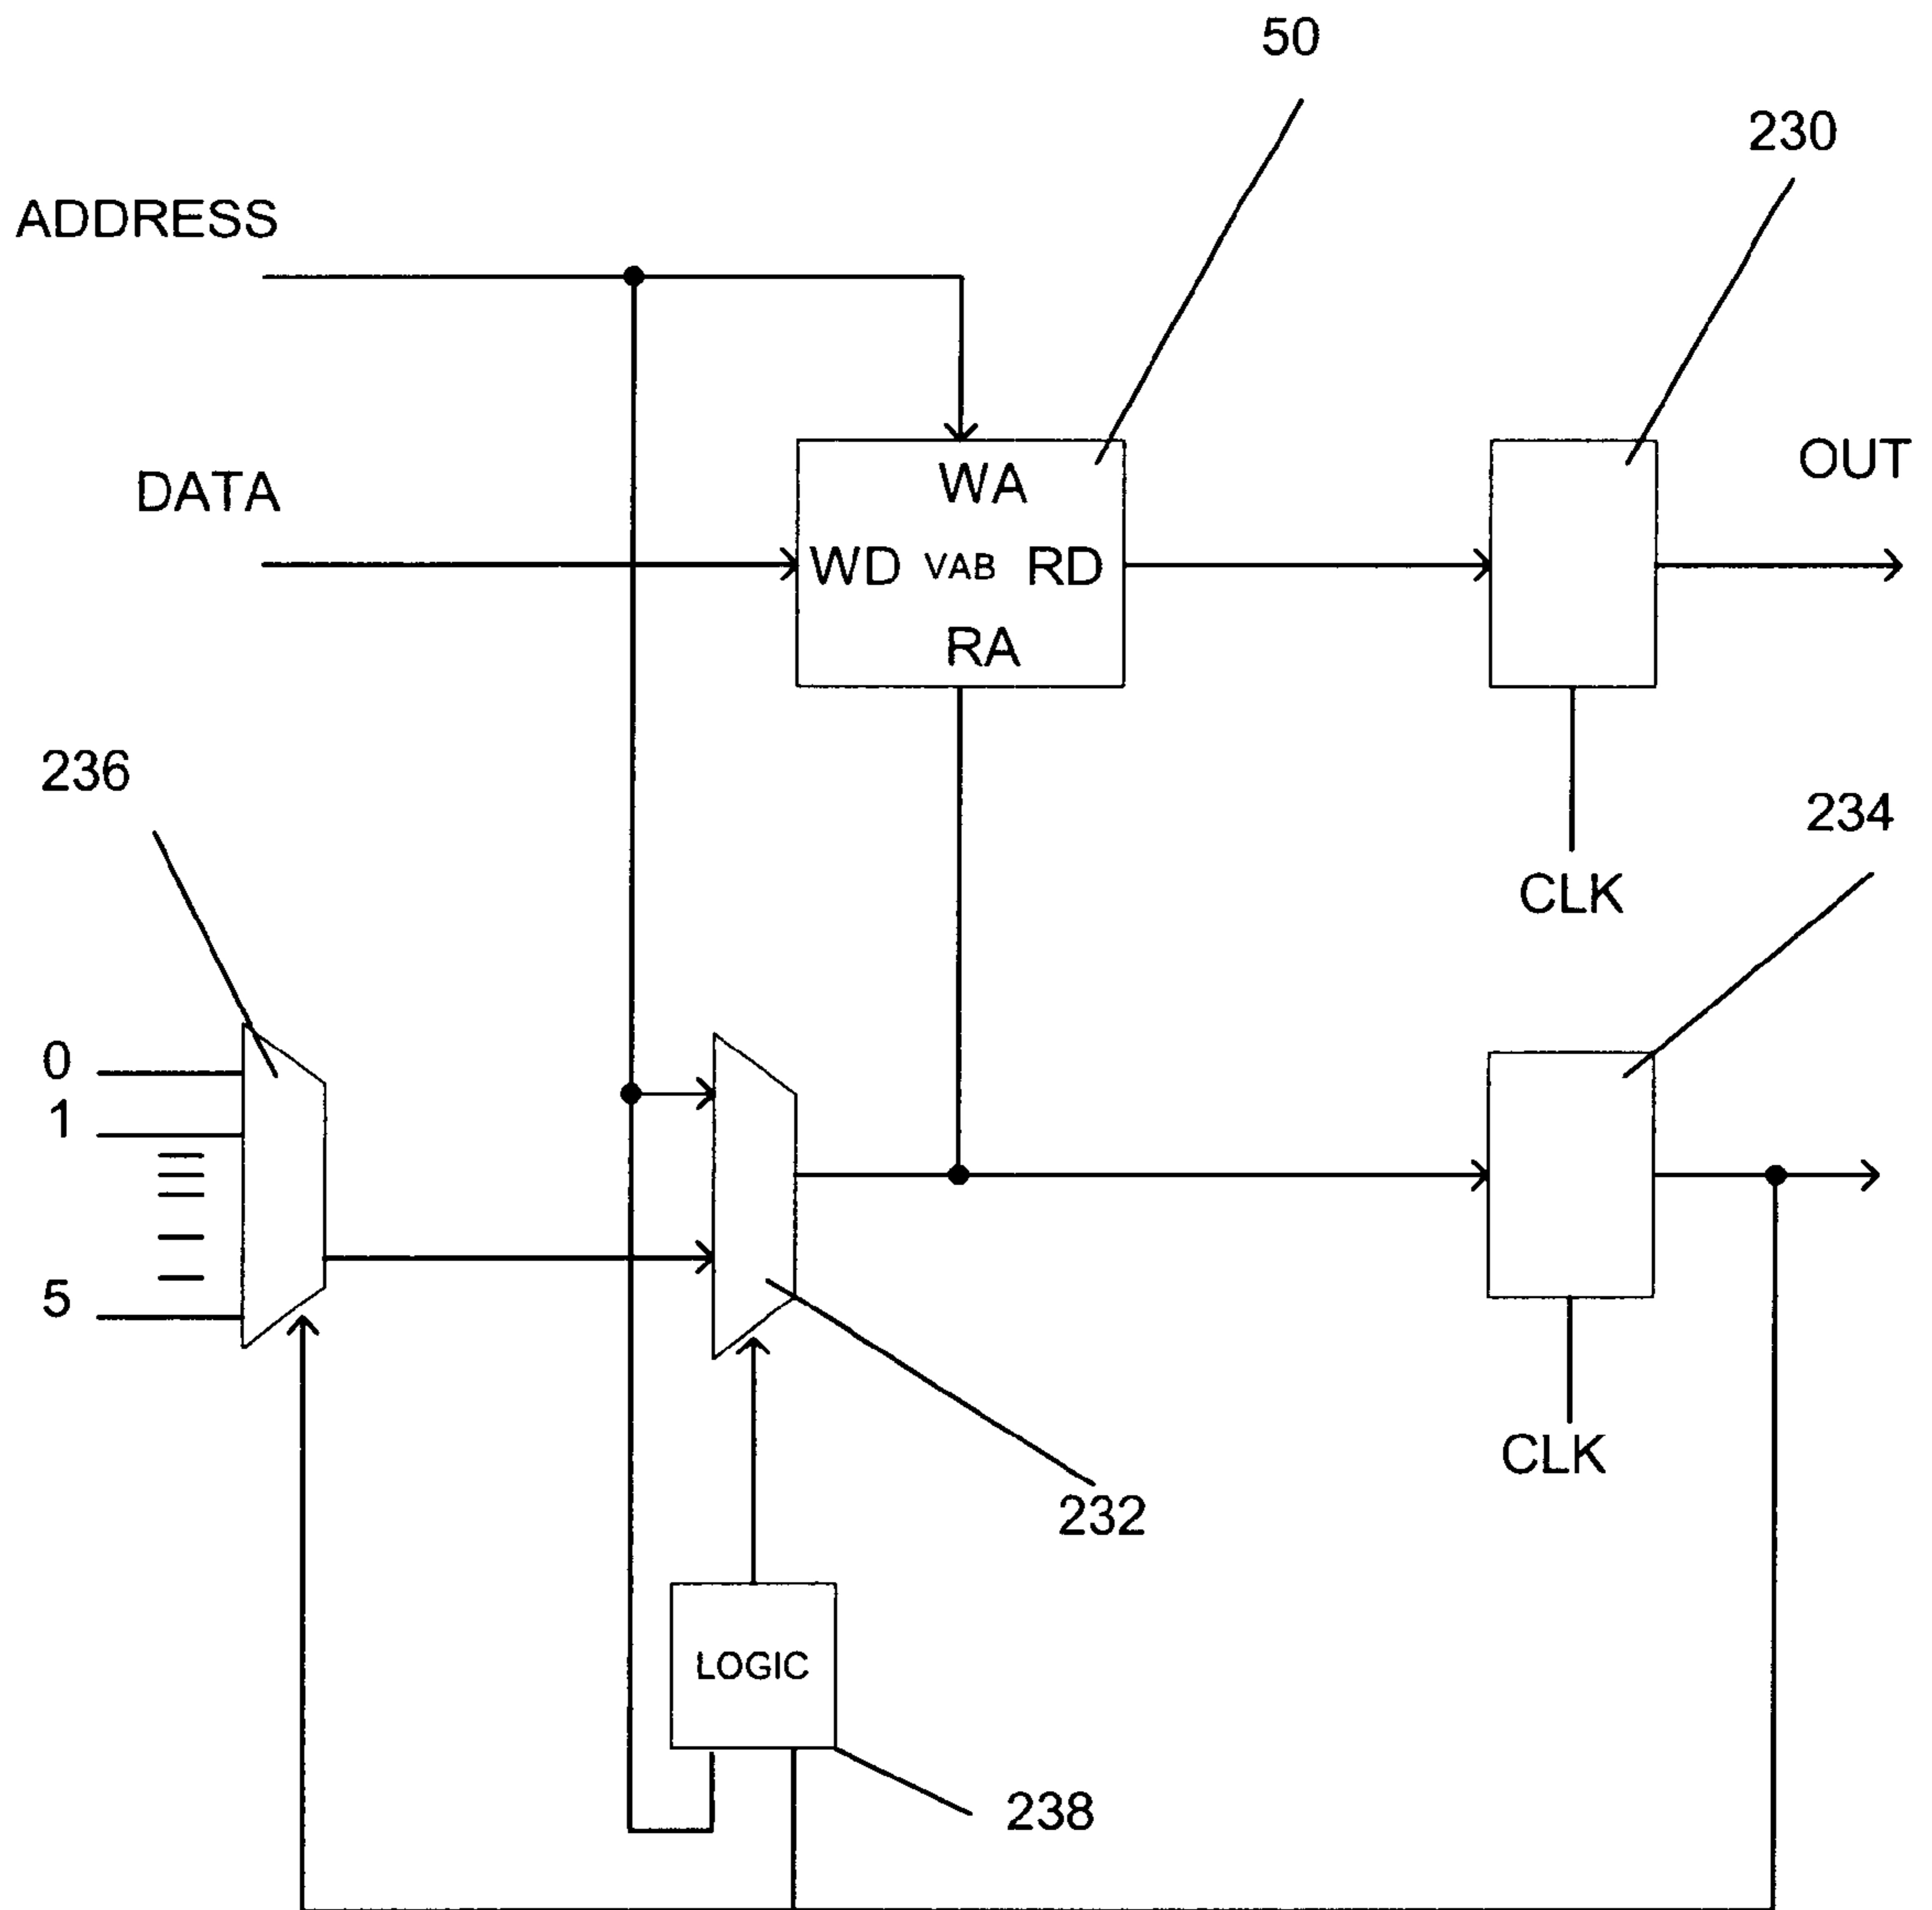 50
230
ADDRESS
OUT
DATA
WA
WD VAB RD
RA
236
234
CLK
0
1
5
CLK
232
LOGIC
238